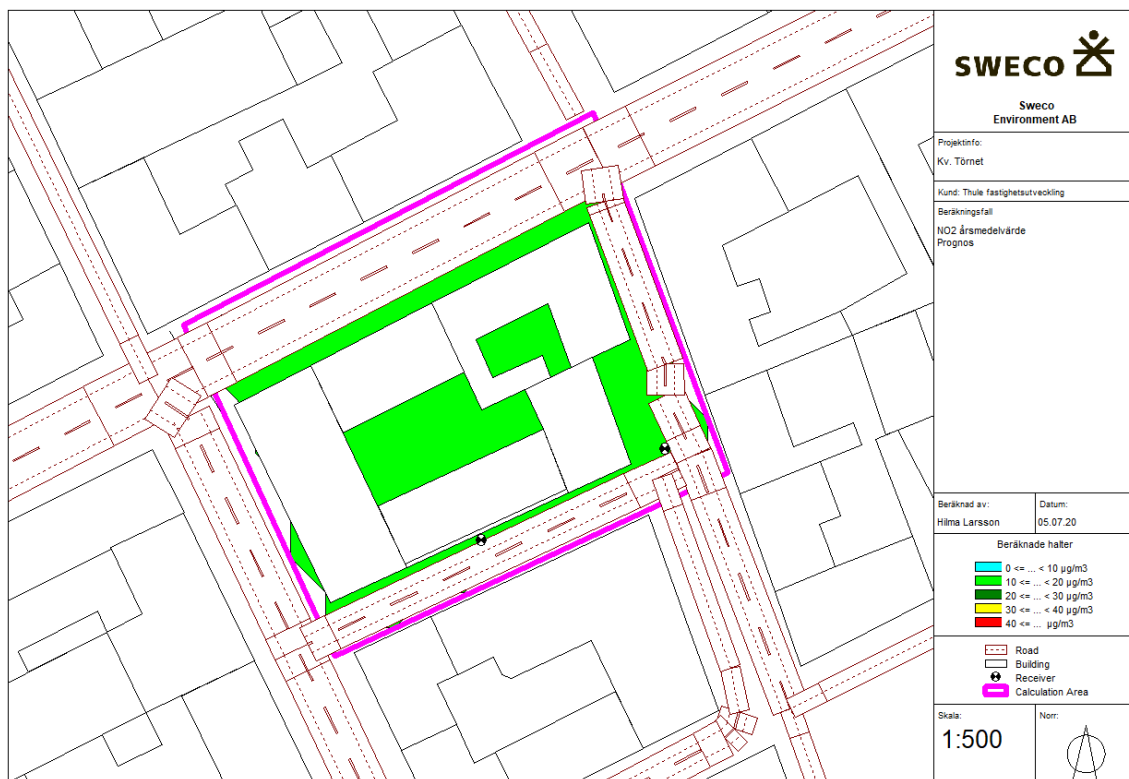 SWECO
Sweco
Environment AB
Projektinfo:
Kv. Törnet
Kund: Thule fastighetsutveckling
Beräkningsfall
NO2 årsmedelvärde
Prognos
Beräknad av:
Hilma Larsson
Datum:
05.07.20
Beräknade halter
0 <= ... < 10 µg/m3
10 <= ... < 20 µg/m3
20 <= ... < 30 µg/m3
30 <= ... < 40 µg/m3
40 <= ... µg/m3
Road
Building
Receiver
Calculation Area
Skala:
1:500
Norr: